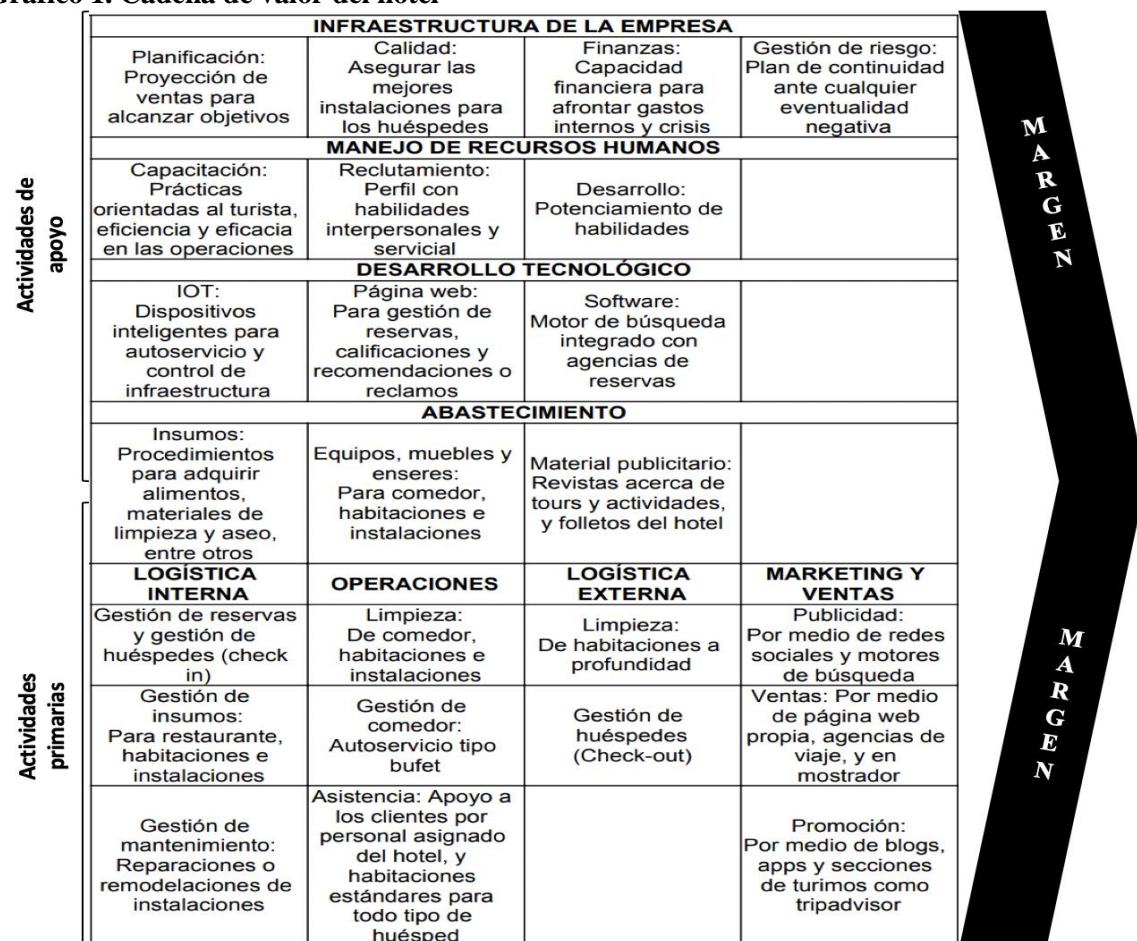 Gráfico 1. Cadena de valor del hotel
INFRAESTRUCTURA DE LA EMPRESA
Planificación:
Proyección de
ventas para
alcanzar objetivos
Calidad:
Asegurar las
mejores
instalaciones para
los huéspedes
Finanzas:
Capacidad
financiera para
afrontar gastos
internos y crisis
Gestión de riesgo:
Plan de continuidad
ante cualquier
eventualidad
negativa
MANEJO DE RECURSOS HUMANOS
Capacitación:
Prácticas
orientadas al turista,
eficiencia y eficacia
en las operaciones
Reclutamiento:
Perfil con
habilidades
interpersonales y
servicial
Desarrollo:
Potenciamiento de
habilidades
DESARROLLO TECNOLÓGICO
IOT:
Dispositivos
inteligentes para
autoservicio y
control de
infraestructura
Página web:
Para gestión de
reservas,
calificaciones y
recomendaciones o
reclamos
Software:
Motor de búsqueda
integrado con
agencias de
reservas
ABASTECIMIENTO
Insumos:
Procedimientos
para adquirir
alimentos,
materiales de
limpieza y aseo,
entre otros
Equipos, muebles y
enseres:
Para comedor,
habitaciones e
instalaciones
Material publicitario:
Revistas acerca de
tours y actividades,
y folletos del hotel
Actividades de
apoyo
LOGÍSTICA
INTERNA
OPERACIONES
LOGÍSTICA
EXTERNA
MARKETING Y
VENTAS
Gestión de reservas
y gestión de
huéspedes (check
in)
Limpieza:
De comedor,
habitaciones e
instalaciones
Limpieza:
De habitaciones a
profundidad
Publicidad:
Por medio de redes
sociales y motores
de búsqueda
Gestión de
insumos:
Para restaurante,
habitaciones e
instalaciones
Gestión de
comedor:
Autoservicio tipo
bufet
Gestión de
huéspedes
(Check-out)
Ventas: Por medio
de página web
propia, agencias de
viaje, y en
mostrador
Gestión de
mantenimiento:
Reparaciones o
remodelaciones de
instalaciones
Asistencia: Apoyo a
los clientes por
personal asignado
del hotel, y
habitaciones
estándares para
todo tipo de
huésped
Promoción:
Por medio de blogs,
apps y secciones
de turimos como
tripadvisor
Actividades
primarias
MARGEN
MARGEN